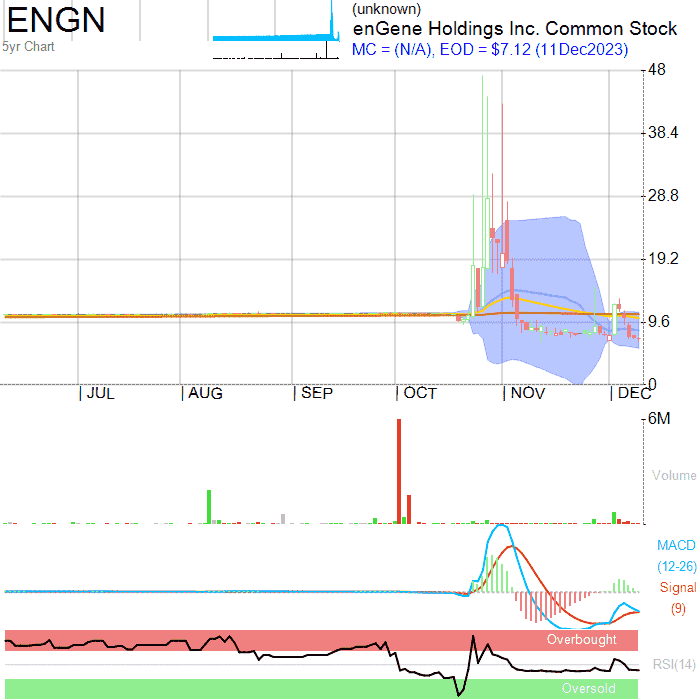 ENGN
5yr Chart
(unknown)
enGene Holdings Inc. Common Stock
MC = (N/A), EOD = $7.12 (11Dec2023)
48
38.4
28.8
19.2
9.6
0
JUL AUG SEP OCT NOV DEC
6M
Volume
MACD
(12-26)
Signal
(9)
Overbought
RSI(14)
Oversold